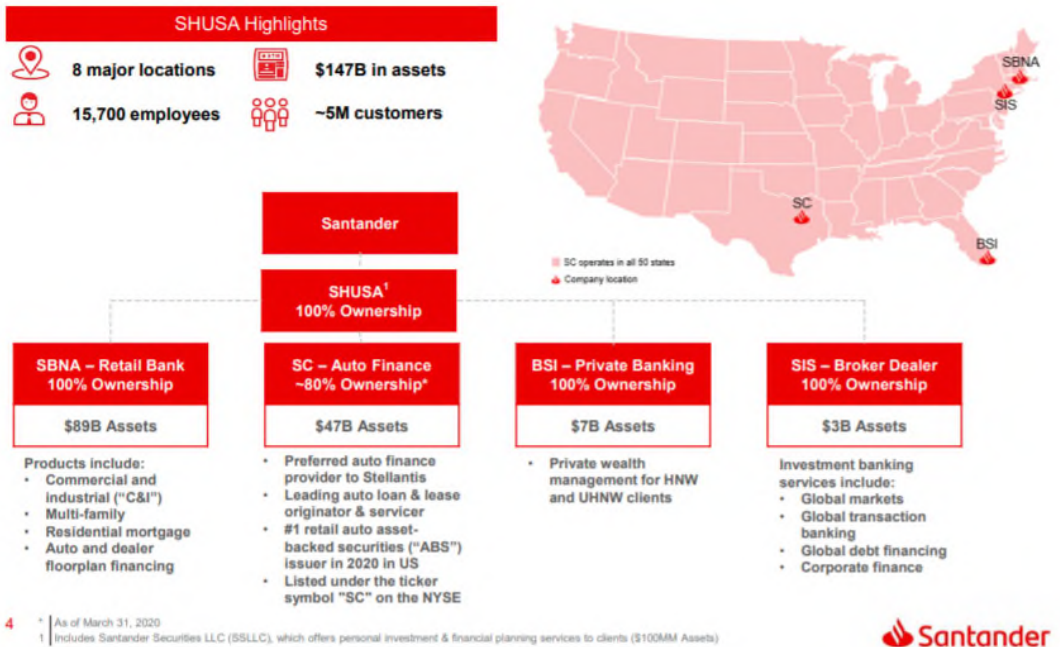 SHUSA Highlights
8 major locations
$147B in assets
15,700 employees
~5M customers
SBNA
SIS
SC
BSI
SC operates in all 50 states
Company location
Santander
SHUSA1
100% Ownership
SBNA – Retail Bank
100% Ownership
$89B Assets
Products include:
• Commercial and
industrial (“C&I”)
• Multi-family
• Residential mortgage
• Auto and dealer
floorplan financing
SC – Auto Finance
~80% Ownership*
$47B Assets
• Preferred auto finance
provider to Stellantis
• Leading auto loan & lease
originator & servicer
• #1 retail auto asset-
backed securities (“ABS”)
issuer in 2020 in US
• Listed under the ticker
symbol "SC" on the NYSE
BSI – Private Banking
100% Ownership
$7B Assets
• Private wealth
management for HNW
and UHNW clients
SIS – Broker Dealer
100% Ownership
$3B Assets
Investment banking
services include:
• Global markets
• Global transaction
banking
• Global debt financing
• Corporate finance
4
* As of March 31, 2020
1 Includes Santander Securities LLC (SSLLC), which offers personal investment & financial planning services to clients ($100MM Assets)
Santander